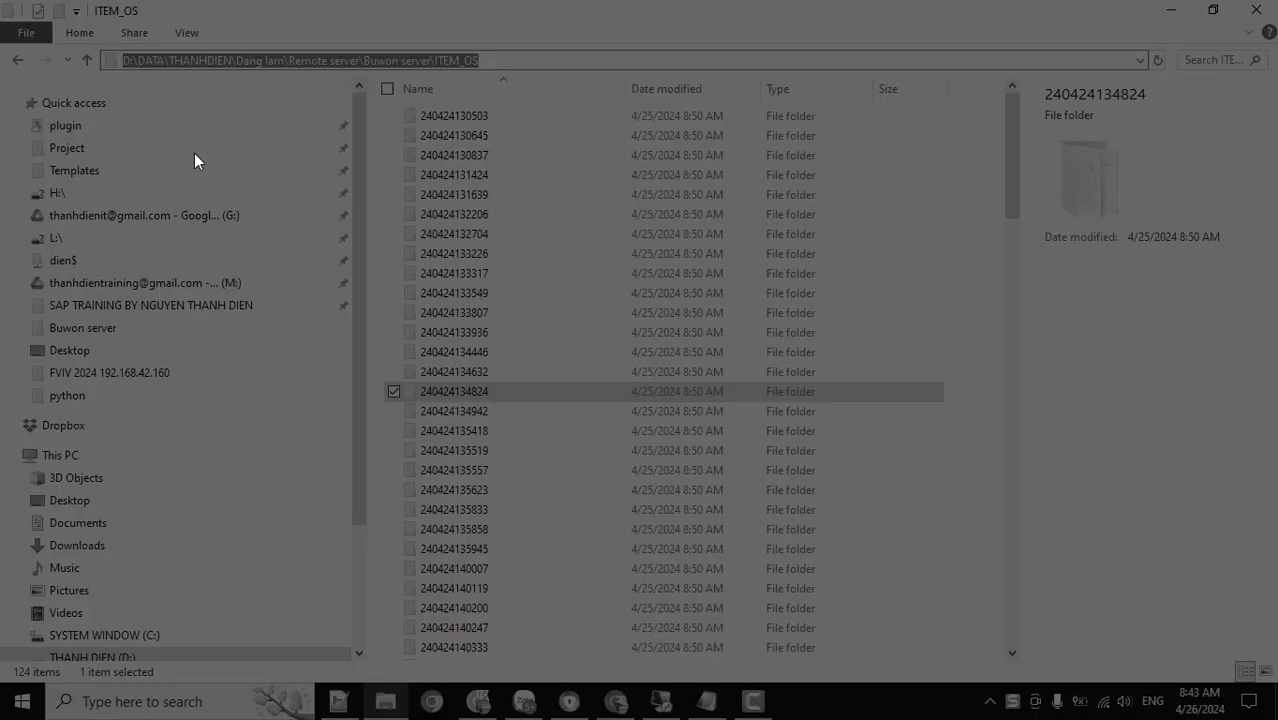 ITEM_OS
File Home Share View
D:\DATA\THANHDIEN\Dang lam\Remote server\Buwon server\ITEM_OS
Search ITE...
Quick access
plugin
Project
Templates
H:\
thanhdienit@gmail.com - Googl... (G:)
L:\
dien$
thanhdientraining@gmail.com -... (M:)
SAP TRAINING BY NGUYEN THANH DIEN
Buwon server
Desktop
FVIV 2024 192.168.42.160
python
Dropbox
This PC
3D Objects
Desktop
Documents
Downloads
Music
Pictures
Videos
SYSTEM WINDOW (C:)
THANH DIEN (D:)
Name Date modified Type Size
240424130503 4/25/2024 8:50 AM File folder
240424130645 4/25/2024 8:50 AM File folder
240424130837 4/25/2024 8:50 AM File folder
240424131424 4/25/2024 8:50 AM File folder
240424131639 4/25/2024 8:50 AM File folder
240424132206 4/25/2024 8:50 AM File folder
240424132704 4/25/2024 8:50 AM File folder
240424133226 4/25/2024 8:50 AM File folder
240424133317 4/25/2024 8:50 AM File folder
240424133549 4/25/2024 8:50 AM File folder
240424133807 4/25/2024 8:50 AM File folder
240424133936 4/25/2024 8:50 AM File folder
240424134446 4/25/2024 8:50 AM File folder
240424134632 4/25/2024 8:50 AM File folder
240424134824 4/25/2024 8:50 AM File folder
240424134942 4/25/2024 8:50 AM File folder
240424135418 4/25/2024 8:50 AM File folder
240424135519 4/25/2024 8:50 AM File folder
240424135557 4/25/2024 8:50 AM File folder
240424135623 4/25/2024 8:50 AM File folder
240424135833 4/25/2024 8:50 AM File folder
240424135858 4/25/2024 8:50 AM File folder
240424135945 4/25/2024 8:50 AM File folder
240424140007 4/25/2024 8:50 AM File folder
240424140119 4/25/2024 8:50 AM File folder
240424140200 4/25/2024 8:50 AM File folder
240424140247 4/25/2024 8:50 AM File folder
240424140333 4/25/2024 8:50 AM File folder
240424134824
File folder
Date modified: 4/25/2024 8:50 AM
124 items 1 item selected
Type here to search
ENG
8:43 AM
4/26/2024